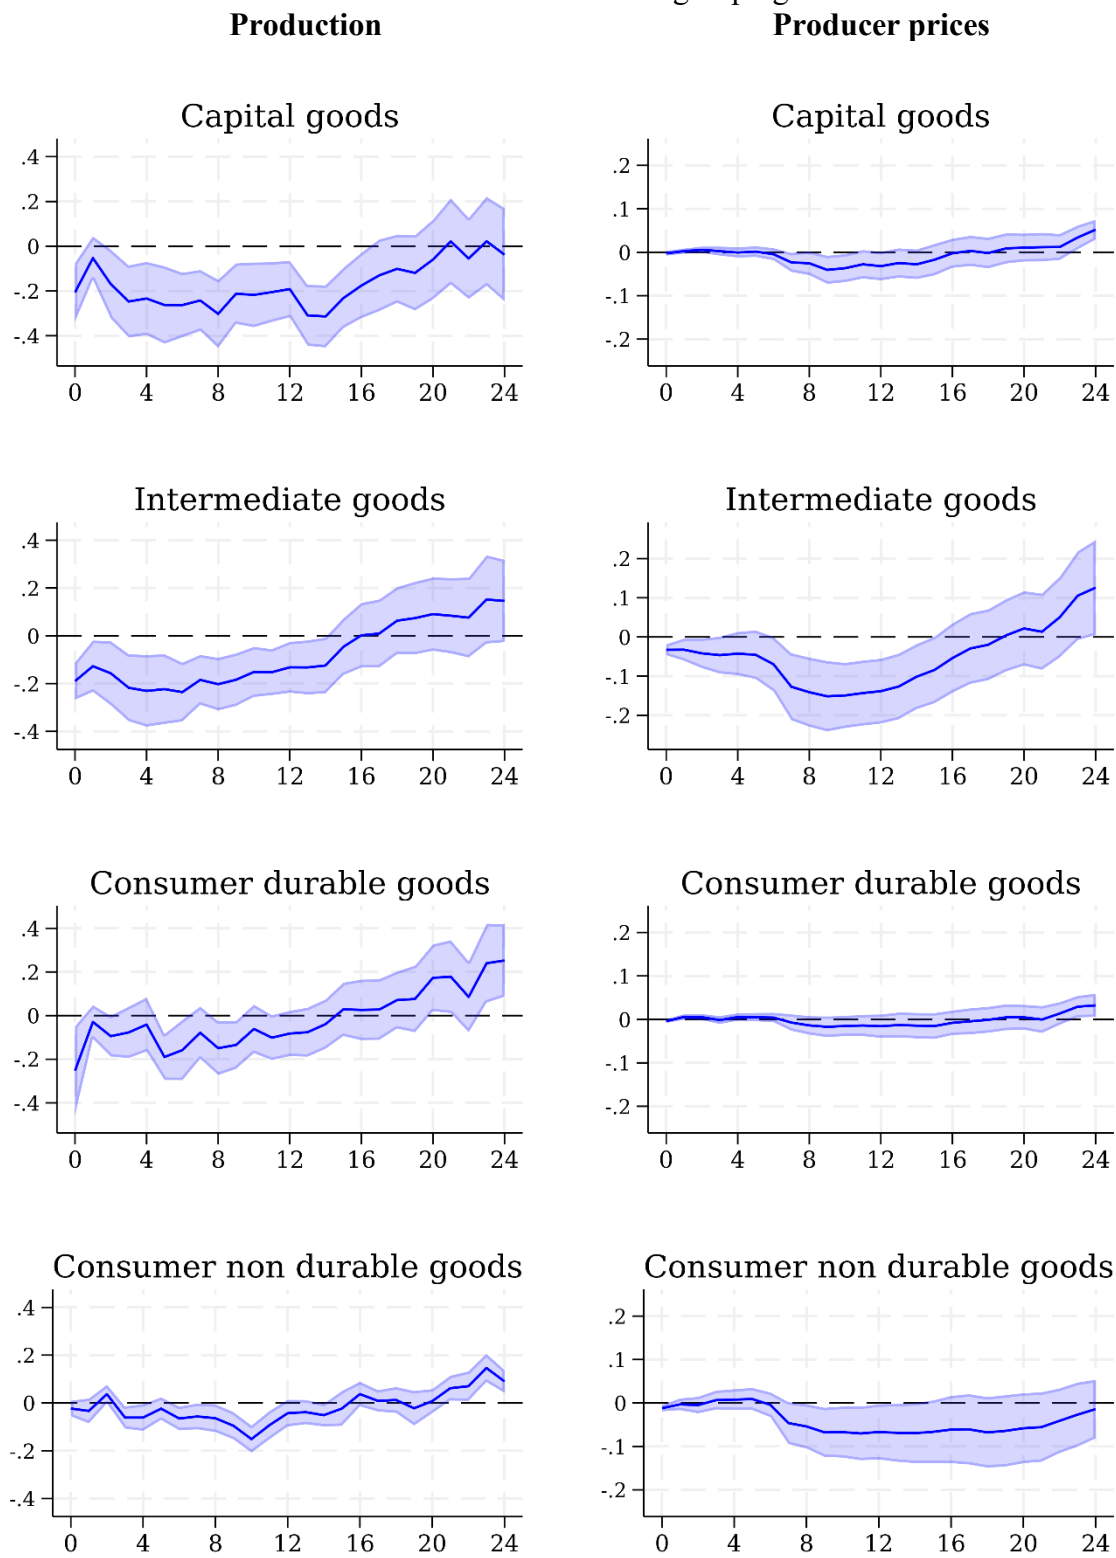 Production
Producer prices
Capital goods
.4
.2
0
-.2
-.4
0 4 8 12 16 20 24
Capital goods
.2
.1
0
-.1
-.2
0 4 8 12 16 20 24
Intermediate goods
.4
.2
0
-.2
-.4
0 4 8 12 16 20 24
Intermediate goods
.2
.1
0
-.1
-.2
0 4 8 12 16 20 24
Consumer durable goods
.4
.2
0
-.2
-.4
0 4 8 12 16 20 24
Consumer durable goods
.2
.1
0
-.1
-.2
0 4 8 12 16 20 24
Consumer non durable goods
.4
.2
0
-.2
-.4
0 4 8 12 16 20 24
Consumer non durable goods
.2
.1
0
-.1
-.2
0 4 8 12 16 20 24